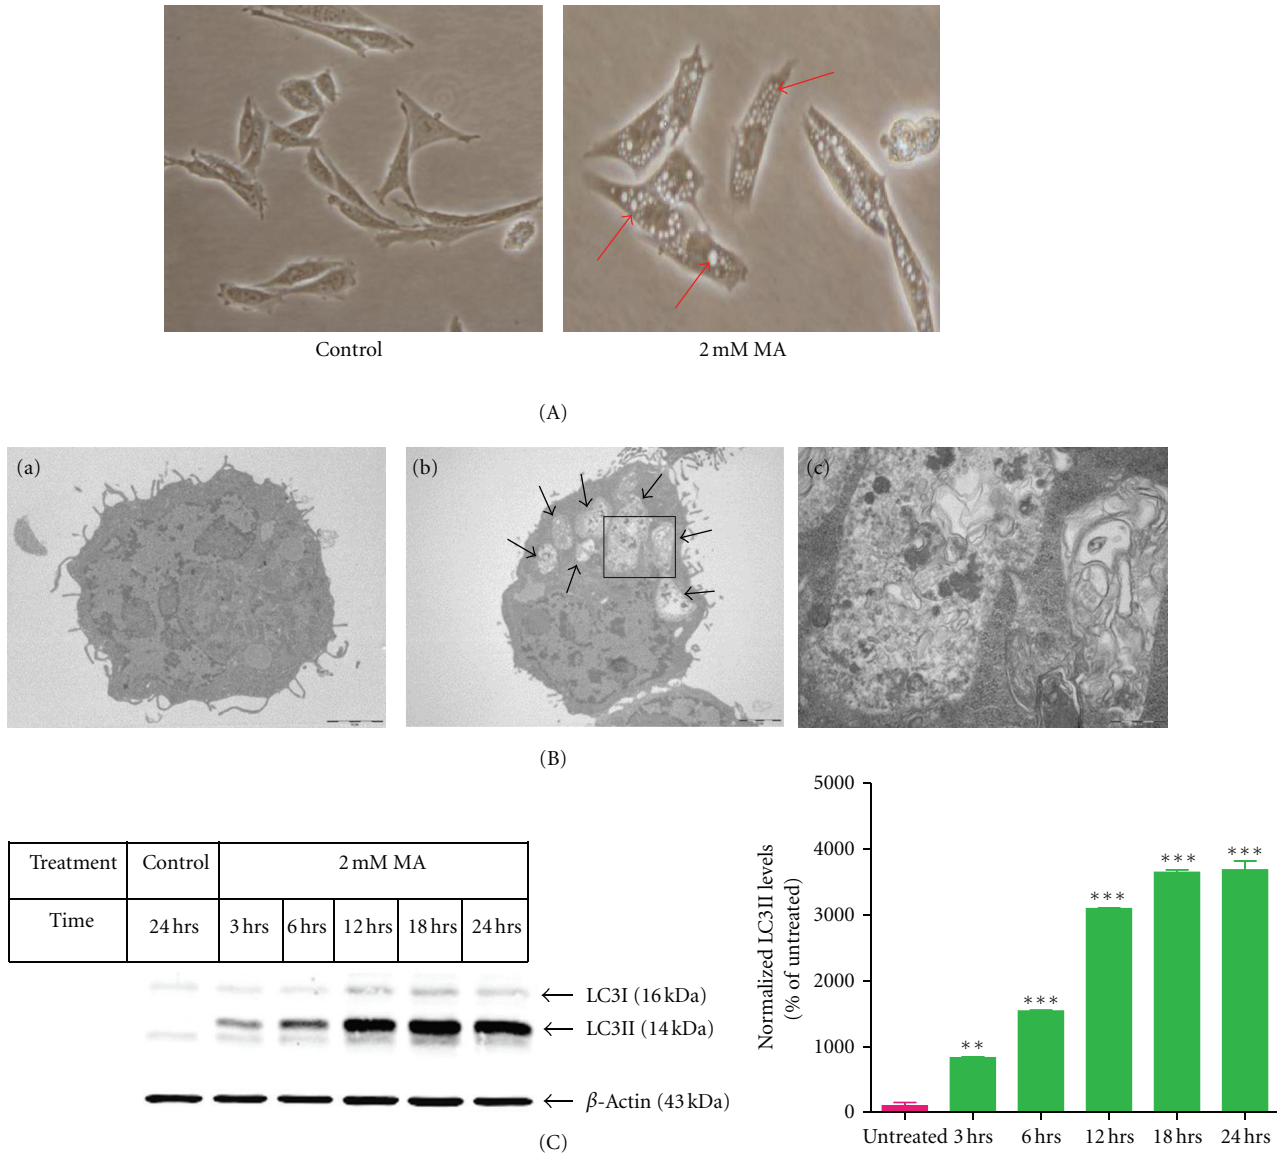 Control
2 mM MA
(A)
(a)
(b)
(c)
(B)
Treatment Control 2 mM MA
Time 24 hrs 3 hrs 6 hrs 12 hrs 18 hrs 24 hrs
LC3I (16 kDa)
LC3II (14 kDa)
β-Actin (43 kDa)
Normalized LC3II levels
(% of untreated)
5000
4000
3000
2000
1000
0
** *** *** *** ***
Untreated 3 hrs 6 hrs 12 hrs 18 hrs 24 hrs
(C)